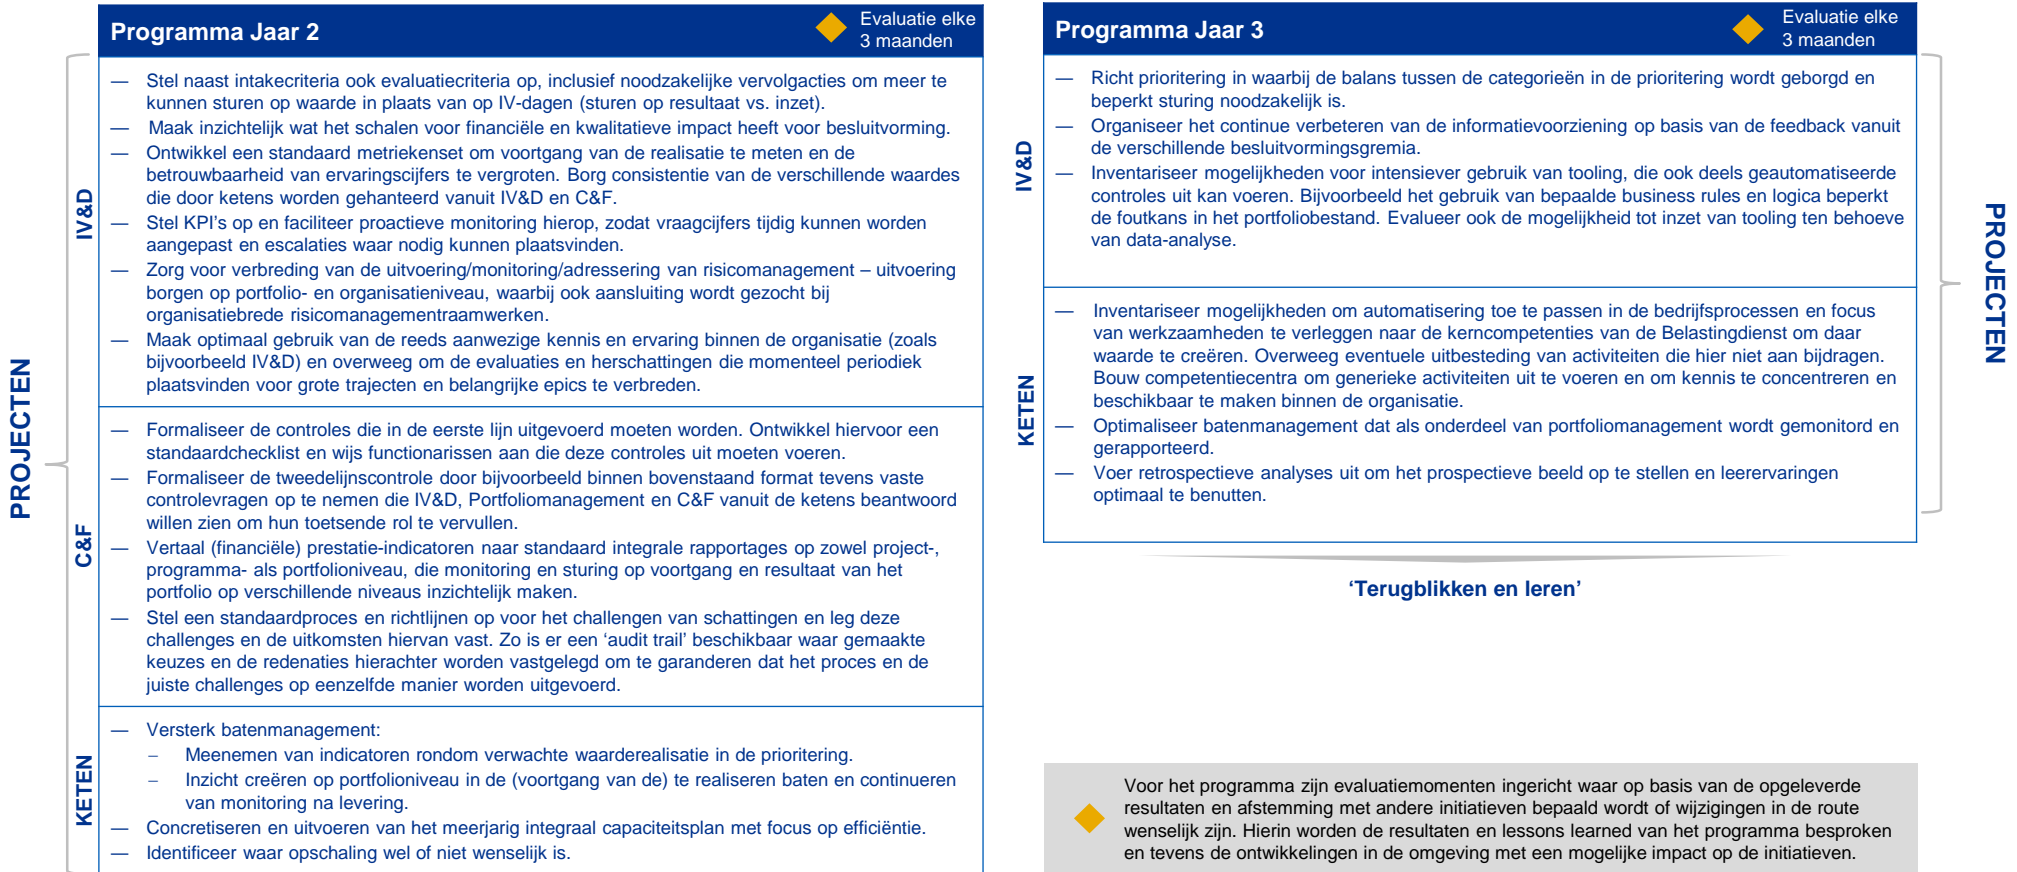 Programma Jaar 2
Evaluatie elke
3 maanden
PROJECTEN
IV&D
— Stel naast intakecriteria ook evaluatiecriteria op, inclusief noodzakelijke vervolgacties om meer te
kunnen sturen op waarde in plaats van op IV-dagen (sturen op resultaat vs. inzet).
— Maak inzichtelijk wat het schalen voor financiële en kwalitatieve impact heeft voor besluitvorming.
— Ontwikkel een standaard metriekenset om voortgang van de realisatie te meten en de
betrouwbaarheid van ervaringscijfers te vergroten. Borg consistentie van de verschillende waardes
die door ketens worden gehanteerd vanuit IV&D en C&F.
— Stel KPI's op en faciliteer proactieve monitoring hierop, zodat vraagcijfers tijdig kunnen worden
aangepast en escalaties waar nodig kunnen plaatsvinden.
— Zorg voor verbreding van de uitvoering/monitoring/adressering van risicomanagement – uitvoering
borgen op portfolio- en organisatieniveau, waarbij ook aansluiting wordt gezocht bij
organisatiebrede risicomanagementraamwerken.
— Maak optimaal gebruik van de reeds aanwezige kennis en ervaring binnen de organisatie (zoals
bijvoorbeeld IV&D) en overweeg om de evaluaties en herschattingen die momenteel periodiek
plaatsvinden voor grote trajecten en belangrijke epics te verbreden.
C&F
— Formaliseer de controles die in de eerste lijn uitgevoerd moeten worden. Ontwikkel hiervoor een
standaardchecklist en wijs functionarissen aan die deze controles uit moeten voeren.
— Formaliseer de tweedelijnscontrole door bijvoorbeeld binnen bovenstaand format tevens vaste
controlevragen op te nemen die IV&D, Portfoliomanagement en C&F vanuit de ketens beantwoord
willen zien om hun toetsende rol te vervullen.
— Vertaal (financiële) prestatie-indicatoren naar standaard integrale rapportages op zowel project-,
programma- als portfolioniveau, die monitoring en sturing op voortgang en resultaat van het
portfolio op verschillende niveaus inzichtelijk maken.
— Stel een standaardproces en richtlijnen op voor het challengen van schattingen en leg deze
challenges en de uitkomsten hiervan vast. Zo is er een ‘audit trail’ beschikbaar waar gemaakte
keuzes en de redenaties hierachter worden vastgelegd om te garanderen dat het proces en de
juiste challenges op eenzelfde manier worden uitgevoerd.
KETEN
— Versterk batenmanagement:
– Meenemen van indicatoren rondom verwachte waarderealisatie in de prioritering.
– Inzicht creëren op portfolioniveau in de (voortgang van de) te realiseren baten en continueren
van monitoring na levering.
— Concretiseren en uitvoeren van het meerjarig integraal capaciteitsplan met focus op efficiëntie.
— Identificeer waar opschaling wel of niet wenselijk is.
Programma Jaar 3
Evaluatie elke
3 maanden
PROJECTEN
IV&D
— Richt prioritering in waarbij de balans tussen de categorieën in de prioritering wordt geborgd en
beperkt sturing noodzakelijk is.
— Organiseer het continue verbeteren van de informatievoorziening op basis van de feedback vanuit
de verschillende besluitvormingsgremia.
— Inventariseer mogelijkheden voor intensiever gebruik van tooling, die ook deels geautomatiseerde
controles uit kan voeren. Bijvoorbeeld het gebruik van bepaalde business rules en logica beperkt
de foutkans in het portfoliobestand. Evalueer ook de mogelijkheid tot inzet van tooling ten behoeve
van data-analyse.
KETEN
— Inventariseer mogelijkheden om automatisering toe te passen in de bedrijfsprocessen en focus
van werkzaamheden te verleggen naar de kerncompetenties van de Belastingdienst om daar
waarde te creëren. Overweeg eventuele uitbesteding van activiteiten die hier niet aan bijdragen.
Bouw competentiecentra om generieke activiteiten uit te voeren en om kennis te concentreren en
beschikbaar te maken binnen de organisatie.
— Optimaliseer batenmanagement dat als onderdeel van portfoliomanagement wordt gemonitord en
gerapporteerd.
— Voer retrospectieve analyses uit om het prospectieve beeld op te stellen en leerervaringen
optimaal te benutten.
‘Terugblikken en leren’
Voor het programma zijn evaluatiemomenten ingericht waar op basis van de opgeleverde
resultaten en afstemming met andere initiatieven bepaald wordt of wijzigingen in de route
wenselijk zijn. Hierin worden de resultaten en lessons learned van het programma besproken
en tevens de ontwikkelingen in de omgeving met een mogelijke impact op de initiatieven.